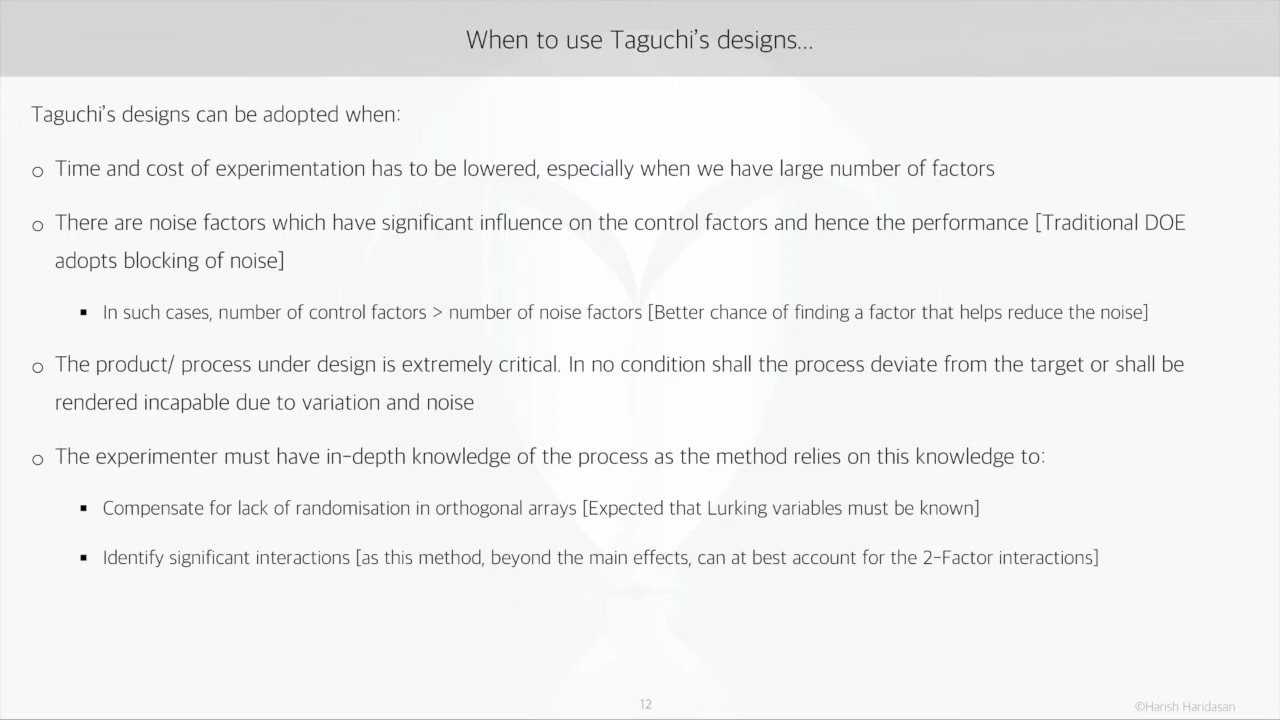 When to use Taguchi's designs...
Taguchi's designs can be adopted when:
o Time and cost of experimentation has to be lowered, especially when we have large number of factors
o There are noise factors which have significant influence on the control factors and hence the performance [Traditional DOE
adopts blocking of noise]
▪ In such cases, number of control factors > number of noise factors [Better chance of finding a factor that helps reduce the noise]
o The product/ process under design is extremely critical. In no condition shall the process deviate from the target or shall be
rendered incapable due to variation and noise
o The experimenter must have in-depth knowledge of the process as the method relies on this knowledge to:
▪ Compensate for lack of randomisation in orthogonal arrays [Expected that Lurking variables must be known]
▪ Identify significant interactions [as this method, beyond the main effects, can at best account for the 2-Factor interactions]
12
©Harish Haridasan